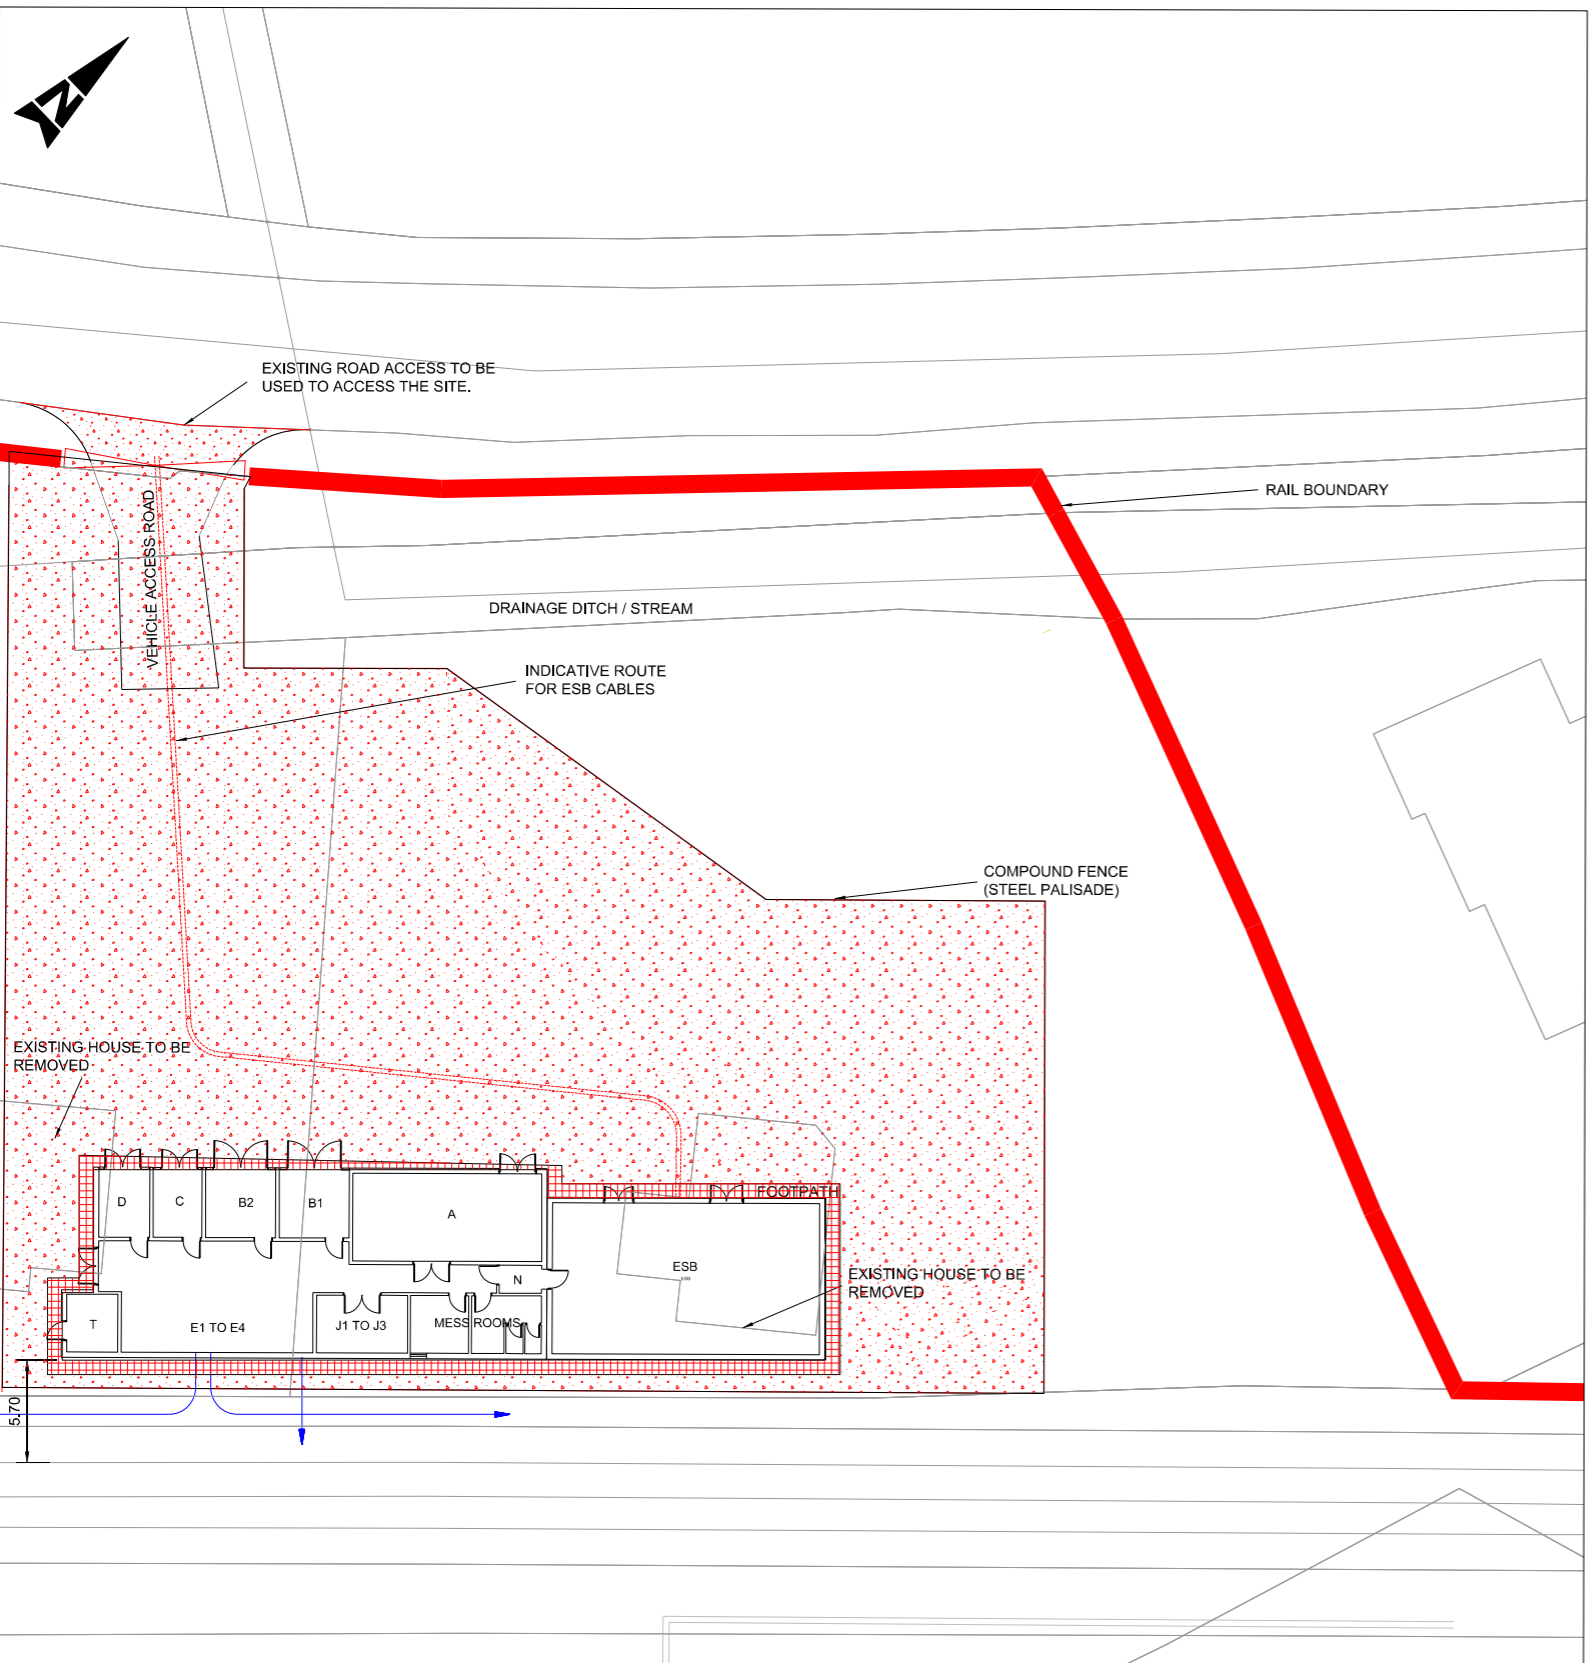 N
EXISTING ROAD ACCESS TO BE
USED TO ACCESS THE SITE.
RAIL BOUNDARY
VEHICLE ACCESS ROAD
DRAINAGE DITCH / STREAM
INDICATIVE ROUTE
FOR ESB CABLES
COMPOUND FENCE
(STEEL PALISADE)
EXISTING HOUSE TO BE
REMOVED
FOOTPATH
D
C
B2
B1
A
ESB
N
EXISTING HOUSE TO BE
REMOVED
T
E1 TO E4
J1 TO J3
MESS ROOMS
5.70